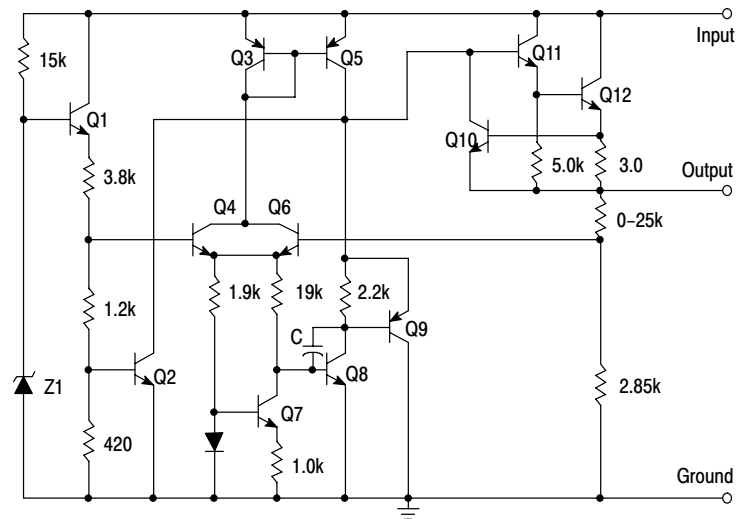 Input
15k
Q3
Q5
Q11
Q12
Q1
Q10
3.8k
5.0k
3.0
Output
Q4
Q6
0–25k
1.2k
1.9k
19k
2.2k
C
Q9
Z1
Q2
Q8
2.85k
420
Q7
1.0k
Ground